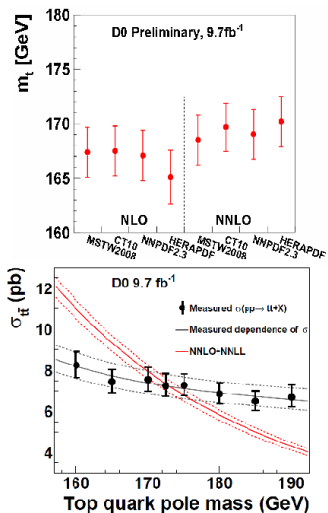 D0 Preliminary, 9.7fb⁻¹
mₜ [GeV]
180
175
170
165
160
NLO
NNLO
MSTW2008
CT10
NNPDF2.3
HERAPDF
MSTW2008
CT10
NNPDF2.3
HERAPDF
D0 9.7 fb⁻¹
σtt̄ (pb)
12
10
8
6
4
Measured σ(pp→ tt+X)
Measured dependence of σ
NNLO-NNLL
160 170 180 190
Top quark pole mass (GeV)